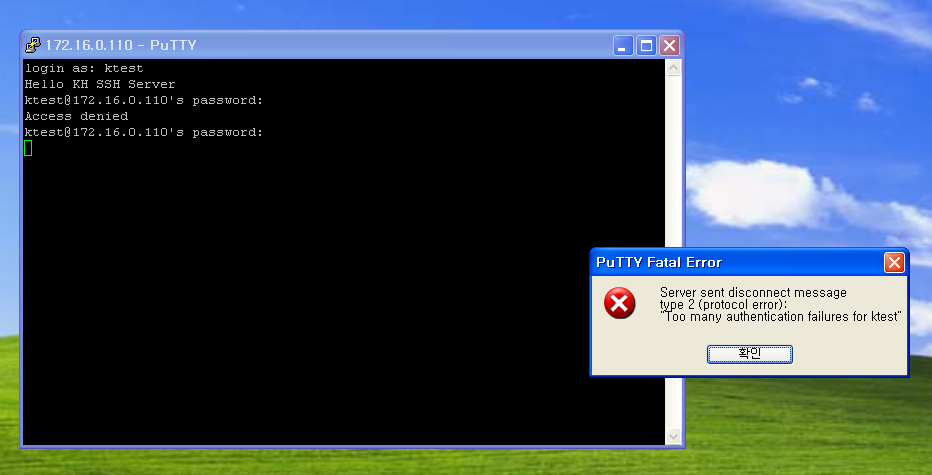 172.16.0.110 - PuTTY
login as: ktest
Hello KH SSH Server
ktest@172.16.0.110's password:
Access denied
ktest@172.16.0.110's password:
PuTTY Fatal Error
Server sent disconnect message
type 2 (protocol error):
"Too many authentication failures for ktest"
확인